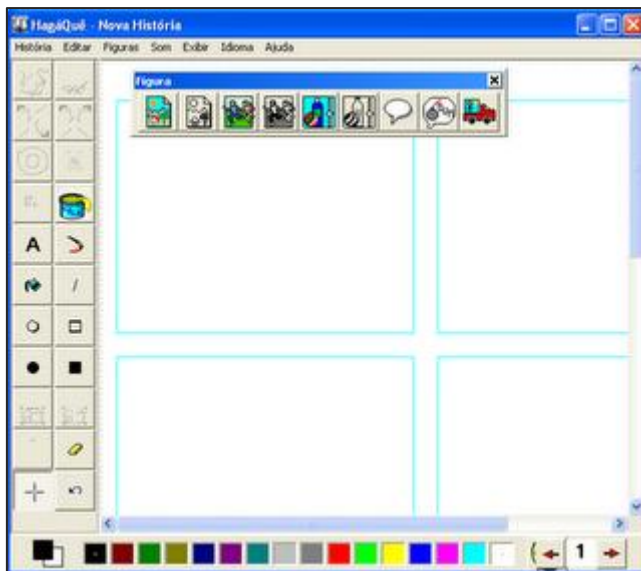 HagáQuê - Nova História
História Editar Figuras Som Exibir Idioma Ajuda
Figura
A
1